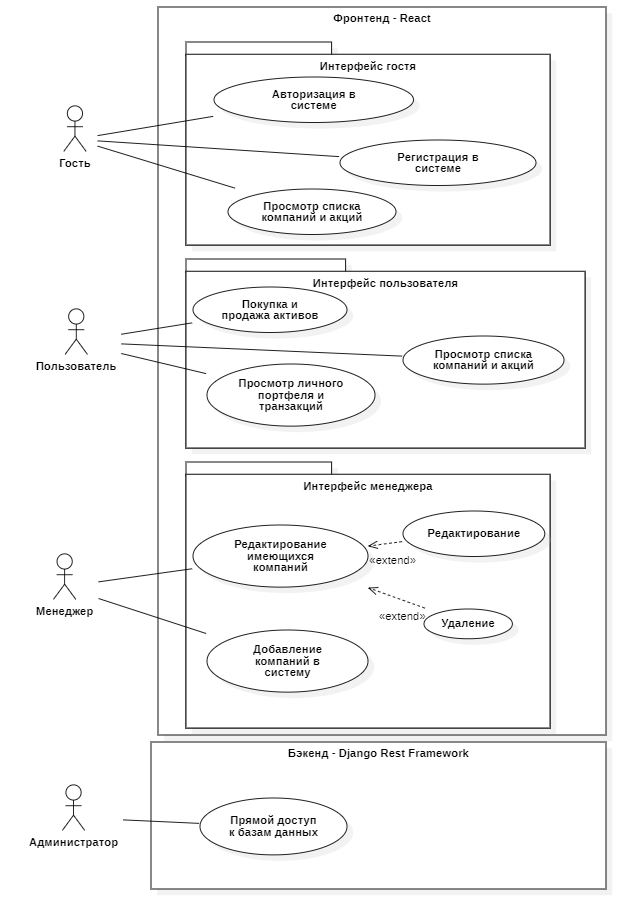 Фронтенд - React
Интерфейс гостя
Авторизация в
системе
Регистрация в
системе
Гость
Просмотр списка
компаний и акций
Интерфейс пользователя
Покупка и
продажа активов
Просмотр списка
компаний и акций
Пользователь
Просмотр личного
портфеля и
транзакций
Интерфейс менеджера
Редактирование
имеющихся
компаний
Редактирование
«extend»
Менеджер
«extend»
Удаление
Добавление
компаний в
систему
Бэкенд - Django Rest Framework
Прямой доступ
к базам данных
Администратор